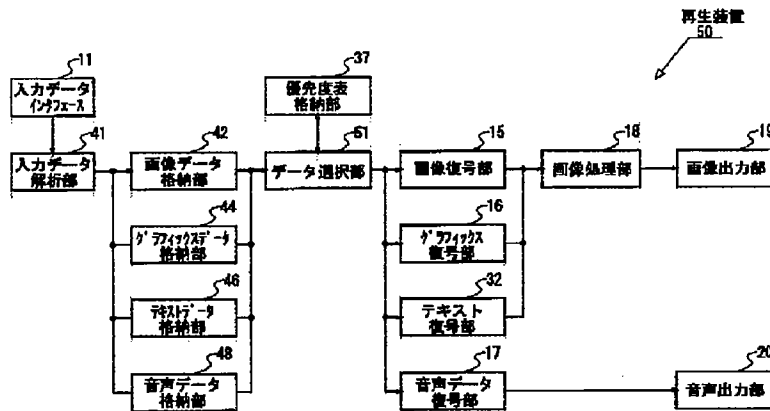 再生装置
50
11
入力データ
インタフェース
37
優先度表
格納部
41
入力データ
解析部
42
画像データ
格納部
51
データ選択部
15
画像復号部
18
画像処理部
19
画像出力部
44
グラフィックスデータ
格納部
16
グラフィックス
復号部
46
テキストデータ
格納部
32
テキスト
復号部
48
音声データ
格納部
17
音声データ
復号部
20
音声出力部